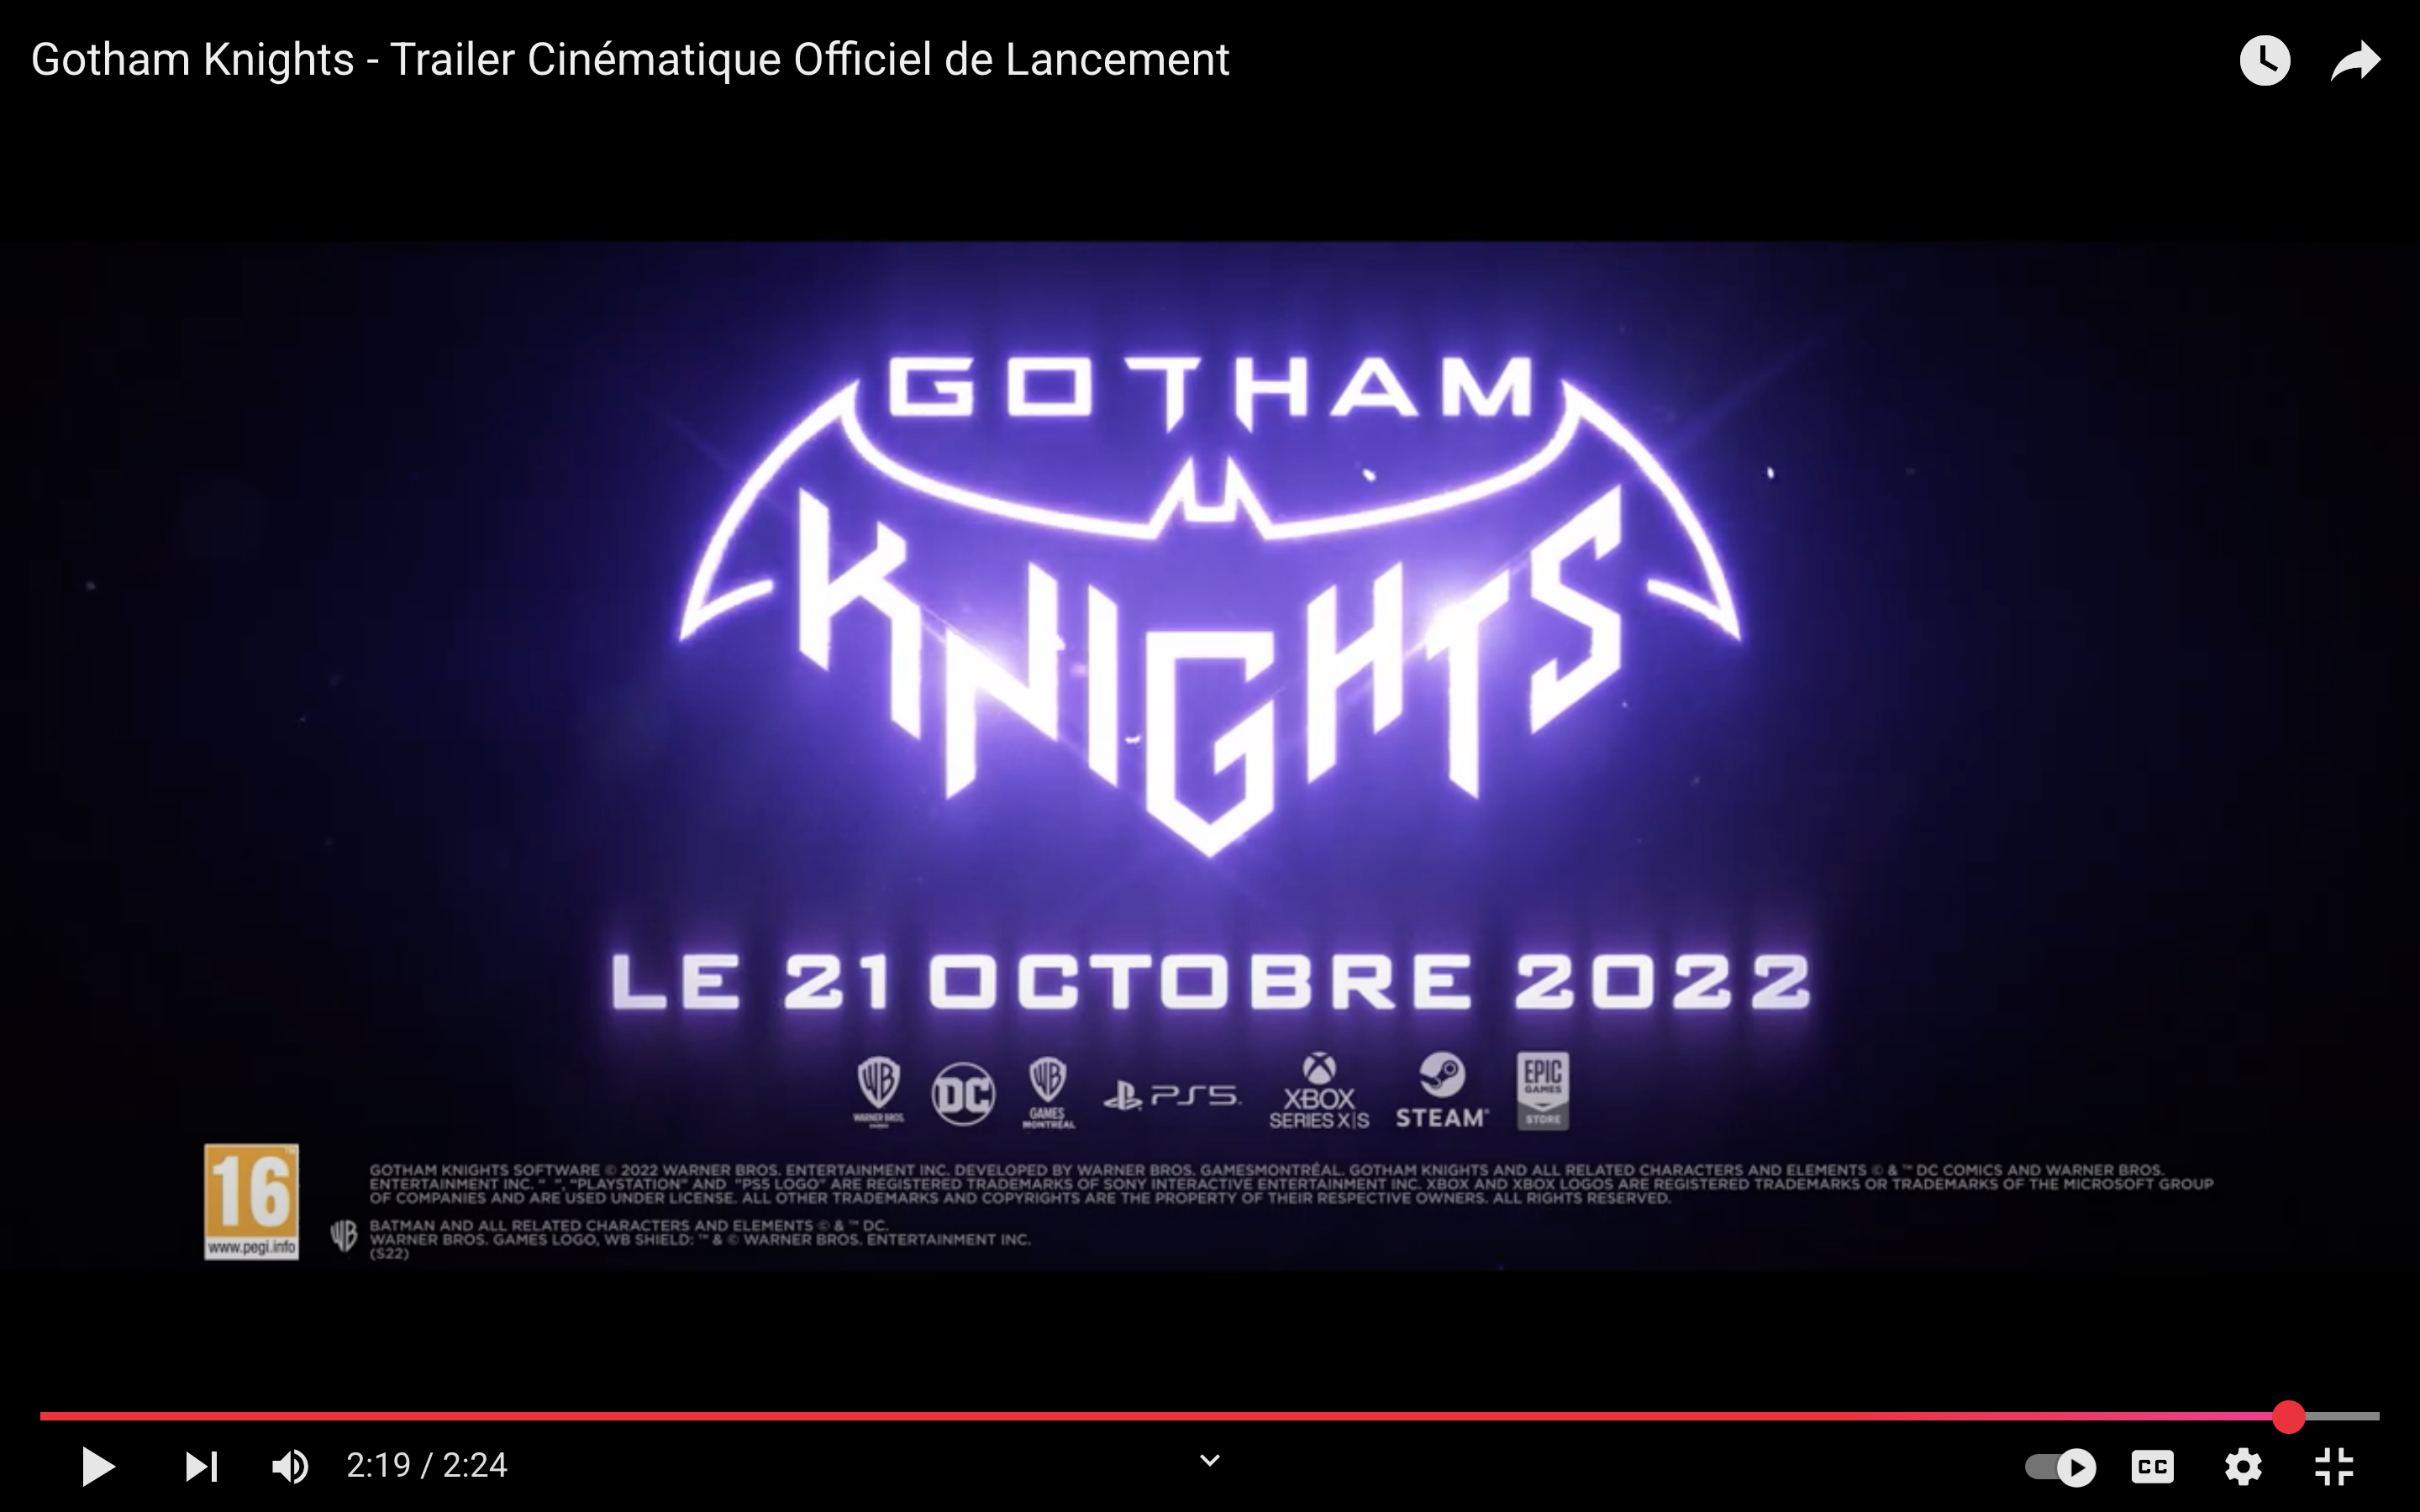 Gotham Knights - Trailer Cinématique Officiel de Lancement
GOTHAM
KNIGHTS
LE 21 OCTOBRE 2022
WB
WARNER BROS.
DC
WB
GAMES
MONTRÉAL
PS5
XBOX
SERIES X|S
STEAM
EPIC
GAMES
STORE
16
www.pegi.info
GOTHAM KNIGHTS SOFTWARE © 2022 WARNER BROS. ENTERTAINMENT INC. DEVELOPED BY WARNER BROS. GAMESMONTRÉAL. GOTHAM KNIGHTS AND ALL RELATED CHARACTERS AND ELEMENTS © & ™ DC COMICS AND WARNER BROS.
ENTERTAINMENT INC. " ", "PLAYSTATION" AND "PS5 LOGO" ARE REGISTERED TRADEMARKS OF SONY INTERACTIVE ENTERTAINMENT INC. XBOX AND XBOX LOGOS ARE REGISTERED TRADEMARKS OR TRADEMARKS OF THE MICROSOFT GROUP
OF COMPANIES AND ARE USED UNDER LICENSE. ALL OTHER TRADEMARKS AND COPYRIGHTS ARE THE PROPERTY OF THEIR RESPECTIVE OWNERS. ALL RIGHTS RESERVED.
WB
BATMAN AND ALL RELATED CHARACTERS AND ELEMENTS © & ™ DC.
WARNER BROS. GAMES LOGO, WB SHIELD: ™ & © WARNER BROS. ENTERTAINMENT INC.
(S22)
2:19 / 2:24
CC